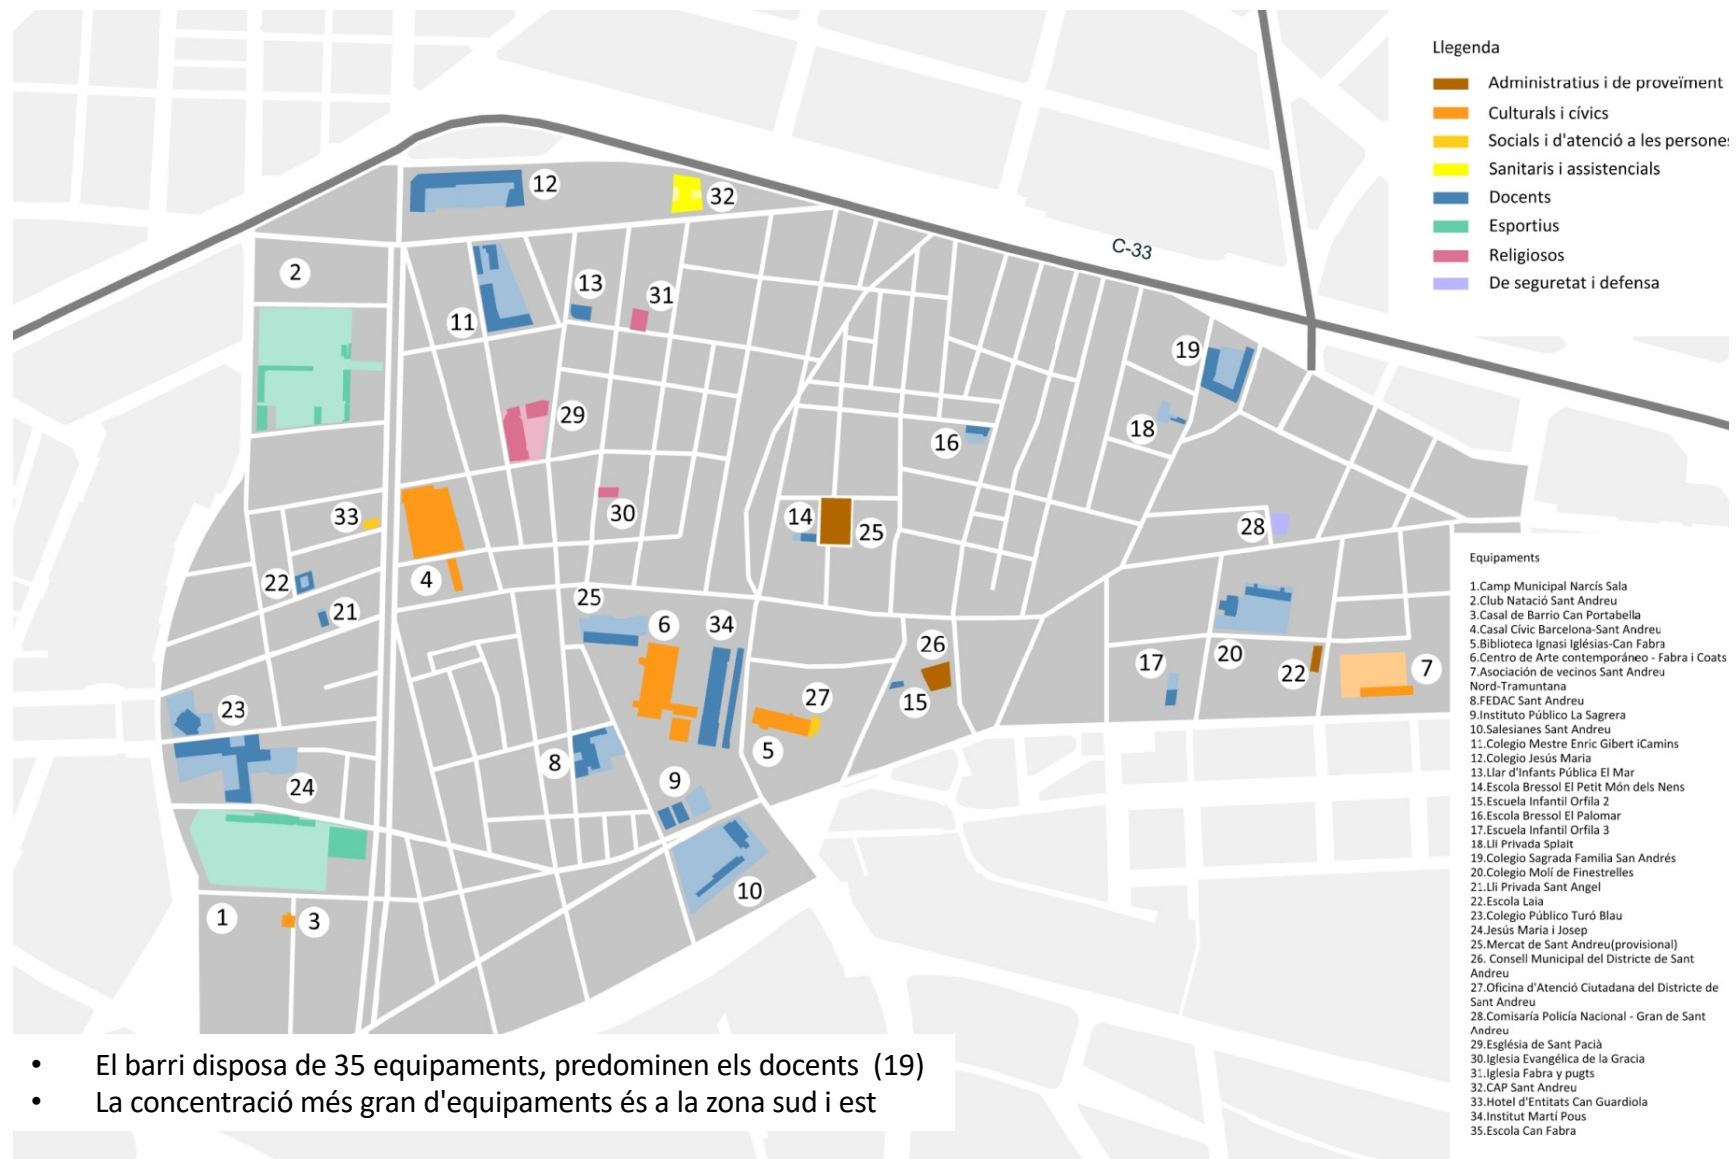 Llegenda
Administratius i de proveïment
Culturals i cívics
Socials i d'atenció a les persones
Sanitaris i assistencials
Docents
Esportius
Religiosos
De seguretat i defensa
C-33
12
32
2
13
31
11
19
29
18
16
33
30
14
25
28
4
22
21
25
6
34
26
20
22
7
17
15
27
23
5
8
9
24
10
1
3
Equipaments
1.Camp Municipal Narcís Sala
2.Club Natació Sant Andreu
3.Casal de Barrio Can Portabella
4.Casal Cívic Barcelona-Sant Andreu
5.Biblioteca Ignasi Iglésias-Can Fabra
6.Centro de Arte contemporáneo - Fabra i Coats
7.Asociación de vecinos Sant Andreu
Nord-Tramuntana
8.FEDAC Sant Andreu
9.Instituto Público La Sagrera
10.Salesianes Sant Andreu
11.Colegio Mestre Enric Gibert iCamins
12.Colegio Jesús Maria
13.Llar d'Infants Pública El Mar
14.Escola Bressol El Petit Món dels Nens
15.Escuela Infantil Orfila 2
16.Escola Bressol El Palomar
17.Escuela Infantil Orfila 3
18.Lli Privada Splait
19.Colegio Sagrada Familia San Andrés
20.Colegio Molí de Finestrelles
21.Lli Privada Sant Angel
22.Escola Laia
23.Colegio Público Turó Blau
24.Jesús Maria i Josep
25.Mercat de Sant Andreu(provisional)
26. Consell Municipal del Districte de Sant
Andreu
27.Oficina d'Atenció Ciutadana del Districte de
Sant Andreu
28.Comisaría Policía Nacional - Gran de Sant
Andreu
29.Església de Sant Pacià
30.Iglesia Evangélica de la Gracia
31.Iglesia Fabra y pugts
32.CAP Sant Andreu
33.Hotel d'Entitats Can Guardiola
34.Institut Martí Pous
35.Escola Can Fabra
• El barri disposa de 35 equipaments, predominen els docents (19)
• La concentració més gran d'equipaments és a la zona sud i est